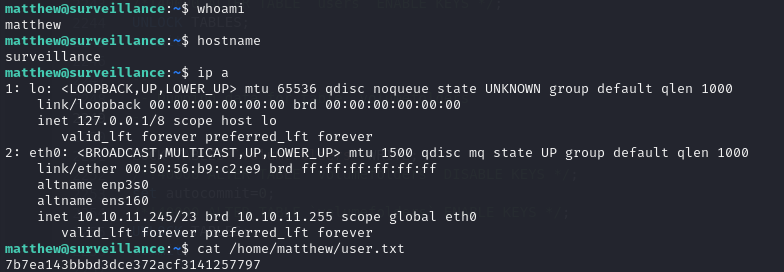 matthew@surveillance:~$ whoami
matthew
matthew@surveillance:~$ hostname
surveillance
matthew@surveillance:~$ ip a
1: lo: <LOOPBACK,UP,LOWER_UP> mtu 65536 qdisc noqueue state UNKNOWN group default qlen 1000
    link/loopback 00:00:00:00:00:00 brd 00:00:00:00:00:00
    inet 127.0.0.1/8 scope host lo
       valid_lft forever preferred_lft forever
2: eth0: <BROADCAST,MULTICAST,UP,LOWER_UP> mtu 1500 qdisc mq state UP group default qlen 1000
    link/ether 00:50:56:b9:c2:e9 brd ff:ff:ff:ff:ff:ff
    altname enp3s0
    altname ens160
    inet 10.10.11.245/23 brd 10.10.11.255 scope global eth0
       valid_lft forever preferred_lft forever
matthew@surveillance:~$ cat /home/matthew/user.txt
7b7ea143bbbd3dce372acf3141257797